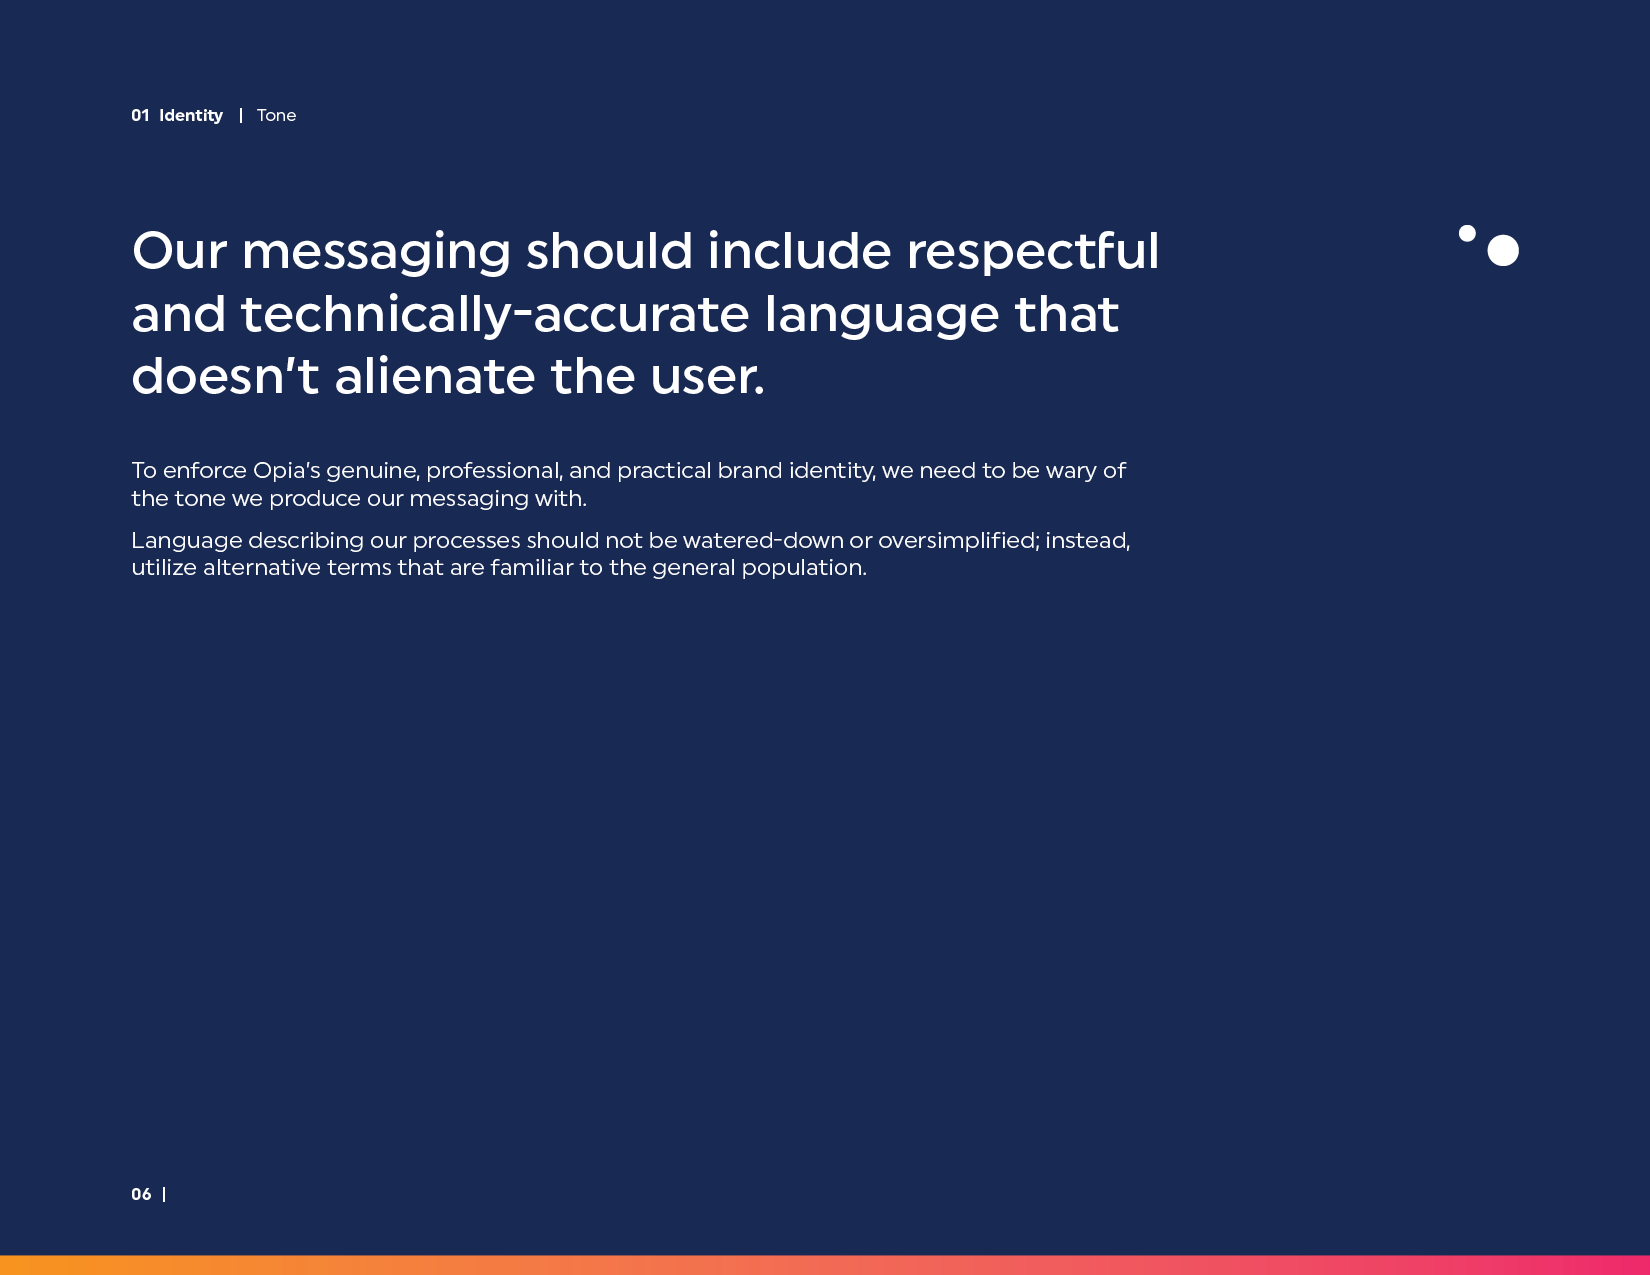 01 Identity | Tone
Our messaging should include respectful
and technically-accurate language that
doesn't alienate the user.
To enforce Opia's genuine, professional, and practical brand identity, we need to be wary of
the tone we produce our messaging with.
Language describing our processes should not be watered-down or oversimplified; instead,
utilize alternative terms that are familiar to the general population.
06 |